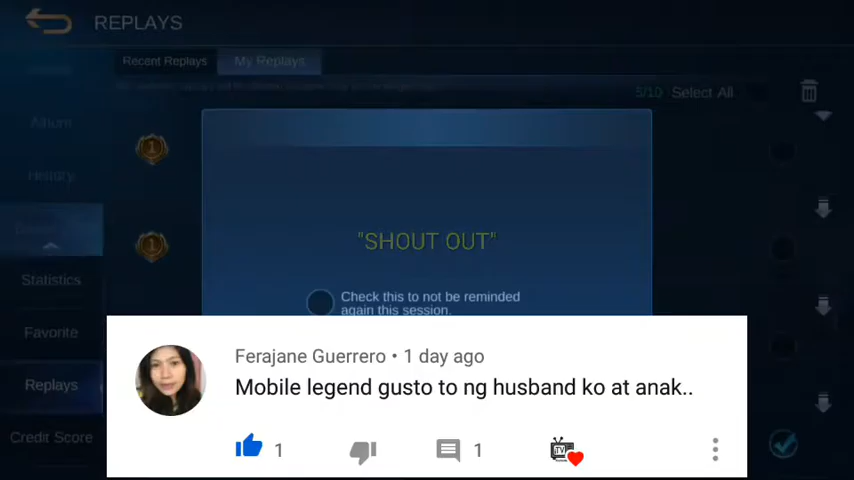 REPLAYS
Recent Replays
My Replays
3/10 Select All
Album
History
"SHOUT OUT"
Statistics
Check this to not be reminded
again this session.
Favorite
Ferajane Guerrero • 1 day ago
Replays
Mobile legend gusto to ng husband ko at anak..
Credit Score
1
1
TV